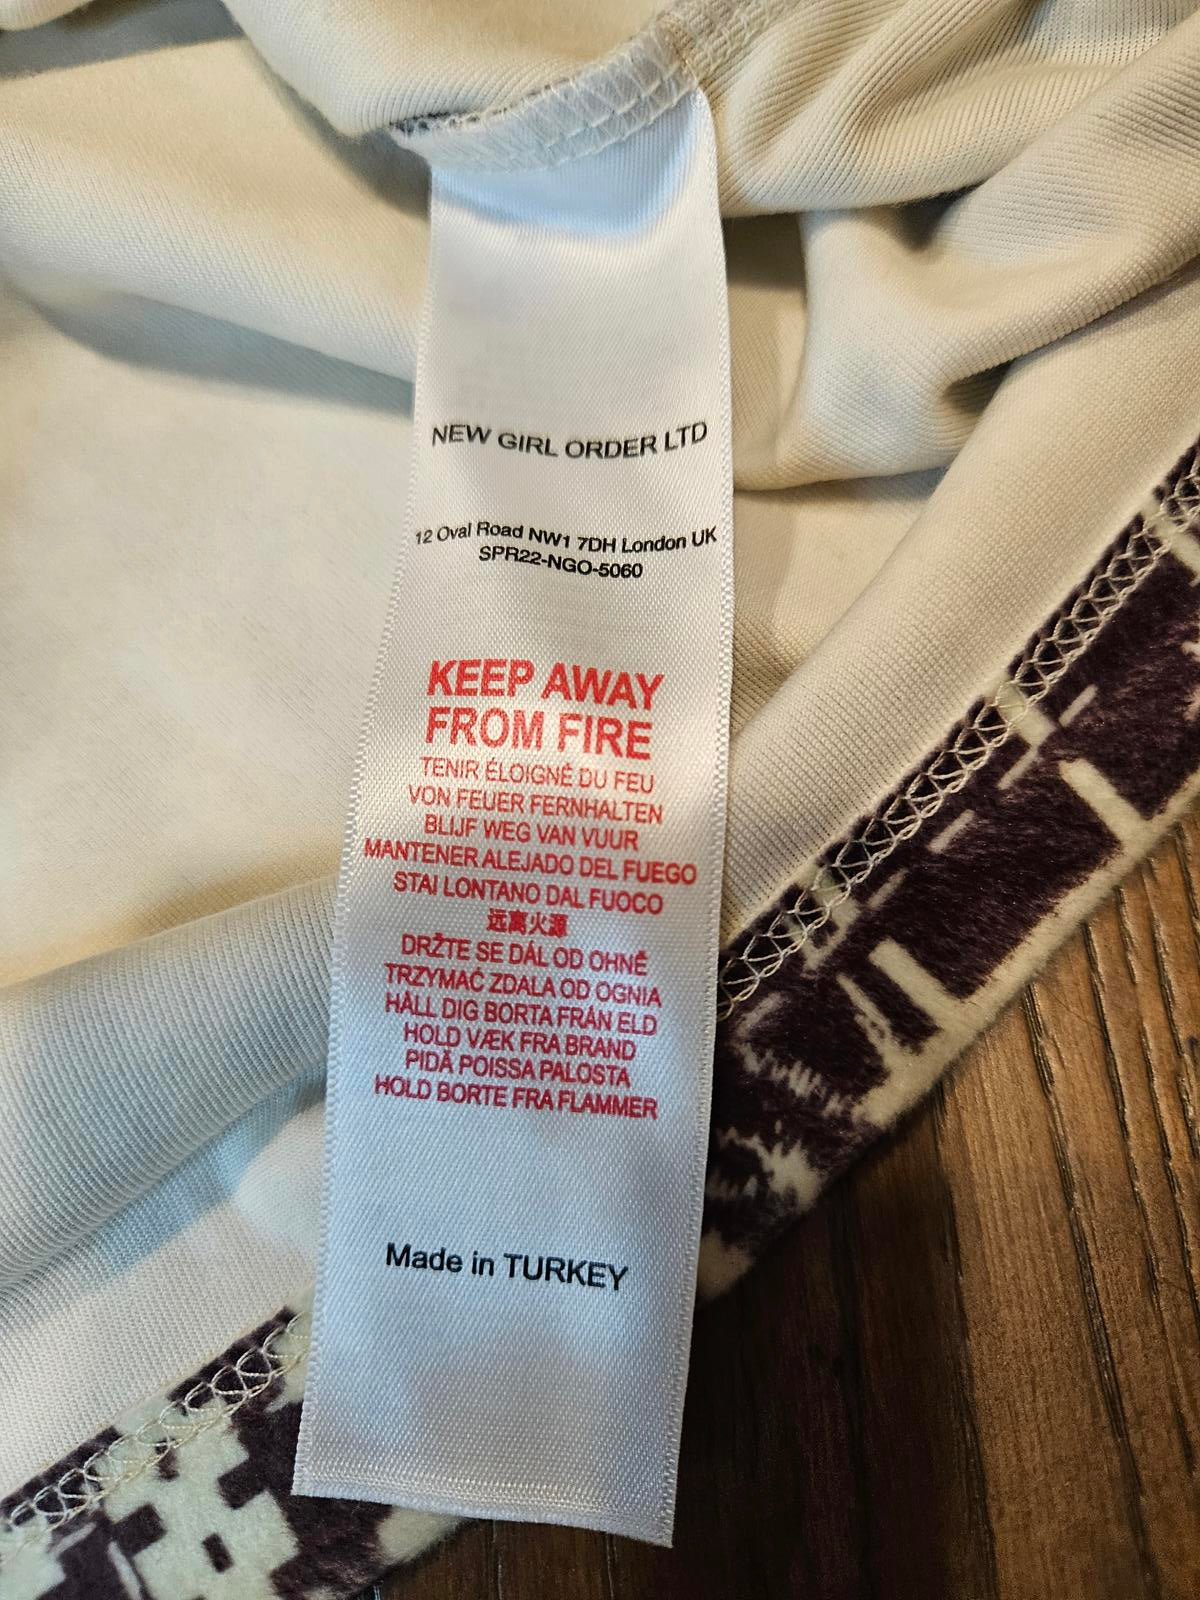 NEW GIRL ORDER LTD
12 Oval Road NW1 7DH London UK
SPR22-NGO-5060
KEEP AWAY
FROM FIRE
TENIR ÉLOIGNÉ DU FEU
VON FEUER FERNHALTEN
BLIJF WEG VAN VUUR
MANTENER ALEJADO DEL FUEGO
STAI LONTANO DAL FUOCO
远离火源
DRŽTE SE DÁL OD OHNĚ
TRZYMAĆ ZDALA OD OGNIA
HÅLL DIG BORTA FRÅN ELD
HOLD VÆK FRA BRAND
PIDÄ POISSA PALOSTA
HOLD BORTE FRA FLAMMER
Made in TURKEY